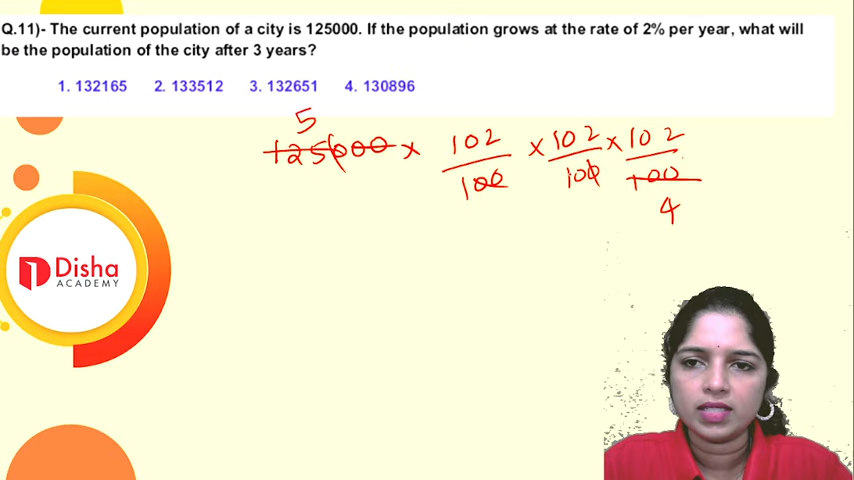 Q.11)- The current population of a city is 125000. If the population grows at the rate of 2% per year, what will
be the population of the city after 3 years?
1. 132165 2. 133512 3. 132651 4. 130896
5
125000 × 102/100 × 102/100 × 102/100
4
Disha
ACADEMY